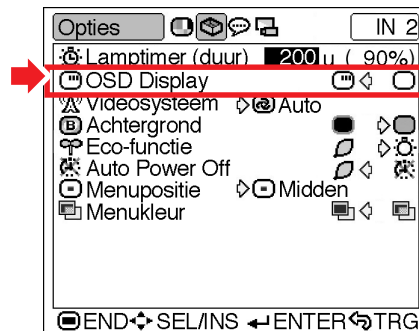 Opties IN 2
Lamptimer (duur) 200 u ( 90%)
OSD Display
Videosysteem Auto
B Achtergrond
Eco-functie
Auto Power Off
Menupositie Midden
Menukleur
END SEL/INS ENTER TRG